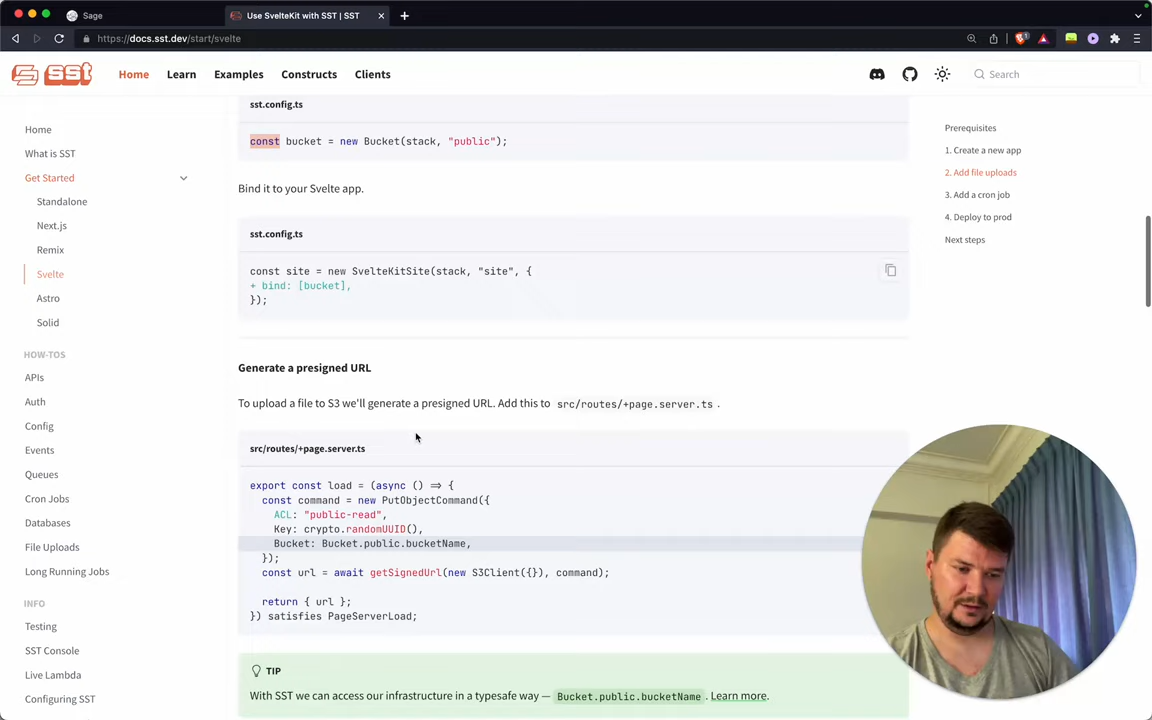 Sage
Use SvelteKit with SST | SST
https://docs.sst.dev/start/svelte
1
sst
Home
Learn
Examples
Constructs
Clients
Search
Home
What is SST
Get Started
Standalone
Next.js
Remix
Svelte
Astro
Solid
HOW-TOS
APIs
Auth
Config
Events
Queues
Cron Jobs
Databases
File Uploads
Long Running Jobs
INFO
Testing
SST Console
Live Lambda
Configuring SST
sst.config.ts
const bucket = new Bucket(stack, "public");
Bind it to your Svelte app.
sst.config.ts
const site = new SvelteKitSite(stack, "site", {
+ bind: [bucket],
});
Generate a presigned URL
To upload a file to S3 we'll generate a presigned URL. Add this to src/routes/+page.server.ts .
src/routes/+page.server.ts
export const load = (async () => {
const command = new PutObjectCommand({
ACL: "public-read",
Key: crypto.randomUUID(),
Bucket: Bucket.public.bucketName,
});
const url = await getSignedUrl(new S3Client({}), command);
return { url };
}) satisfies PageServerLoad;
TIP
With SST we can access our infrastructure in a typesafe way — Bucket.public.bucketName . Learn more.
Prerequisites
1. Create a new app
2. Add file uploads
3. Add a cron job
4. Deploy to prod
Next steps